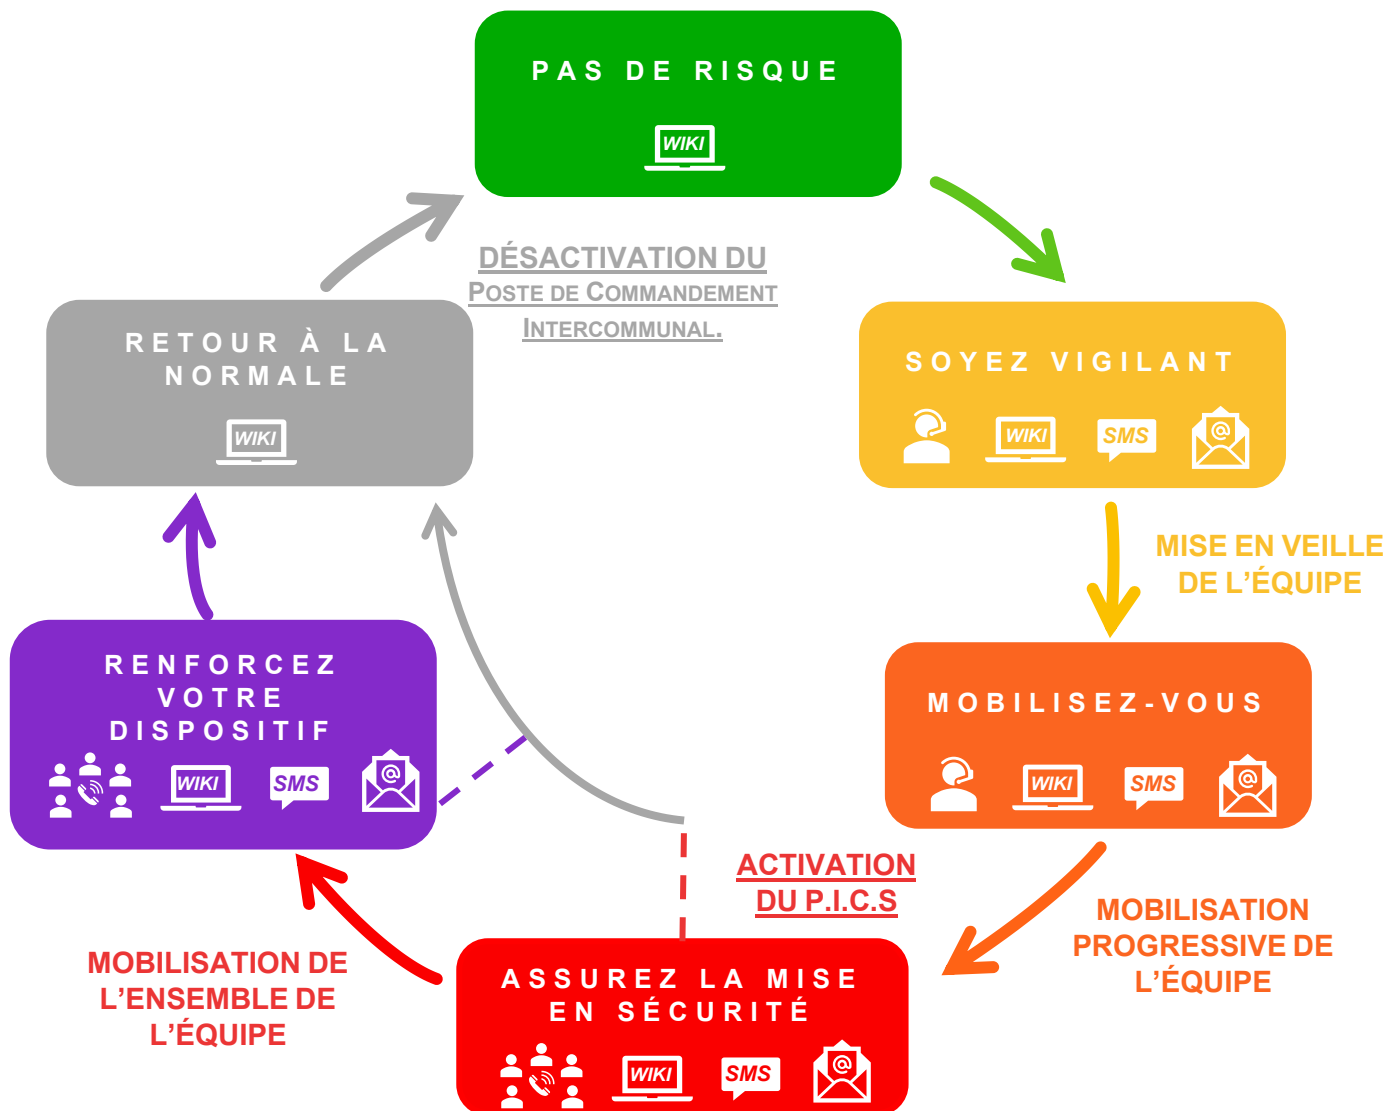 PAS DE RISQUE
WIKI
DÉSACTIVATION DU
POSTE DE COMMANDEMENT
INTERCOMMUNAL.
RETOUR À LA
NORMALE
WIKI
SOYEZ VIGILANT
WIKI
SMS
@
MISE EN VEILLE
DE L’ÉQUIPE
RENFORCEZ
VOTRE
DISPOSITIF
WIKI
SMS
@
MOBILISEZ-VOUS
WIKI
SMS
@
ACTIVATION
DU P.I.C.S
MOBILISATION
PROGRESSIVE DE
L’ÉQUIPE
MOBILISATION DE
L’ENSEMBLE DE
L’ÉQUIPE
ASSUREZ LA MISE
EN SÉCURITÉ
WIKI
SMS
@